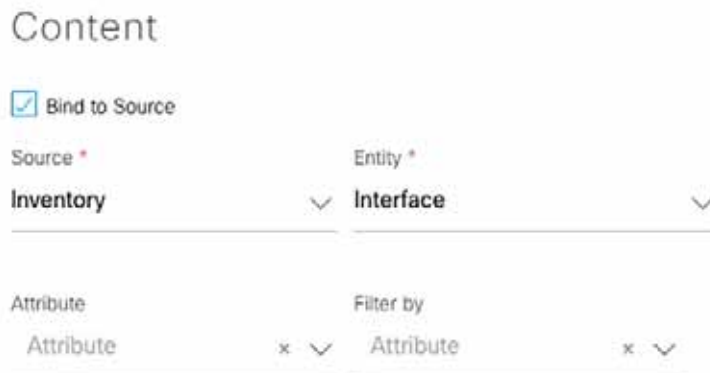 Content
Bind to Source
Source * Entity *
Inventory Interface
Attribute Filter by
Attribute × Attribute ×